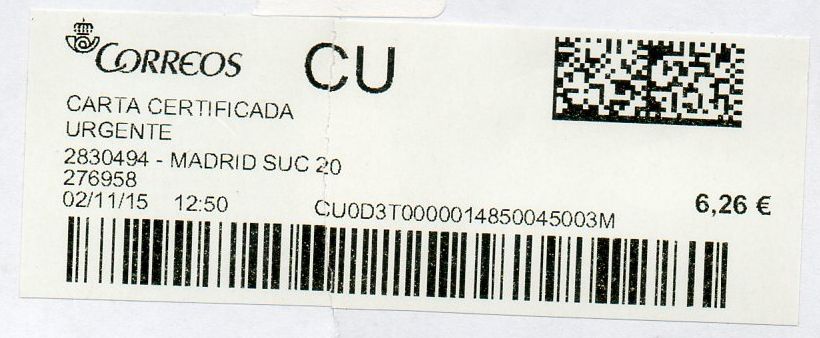 CORREOS
CU
CARTA CERTIFICADA
URGENTE
2830494 - MADRID SUC 20
276958
02/11/15 12:50
CU0D3T0000014850045003M
6,26 €